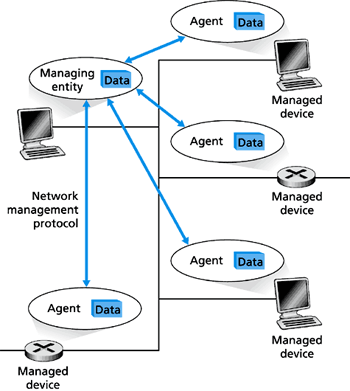 Agent Data
Managing
entity
Data
Managed
device
Agent Data
Network
management
protocol
Managed
device
Agent Data
Agent Data
Managed
device
Managed
device